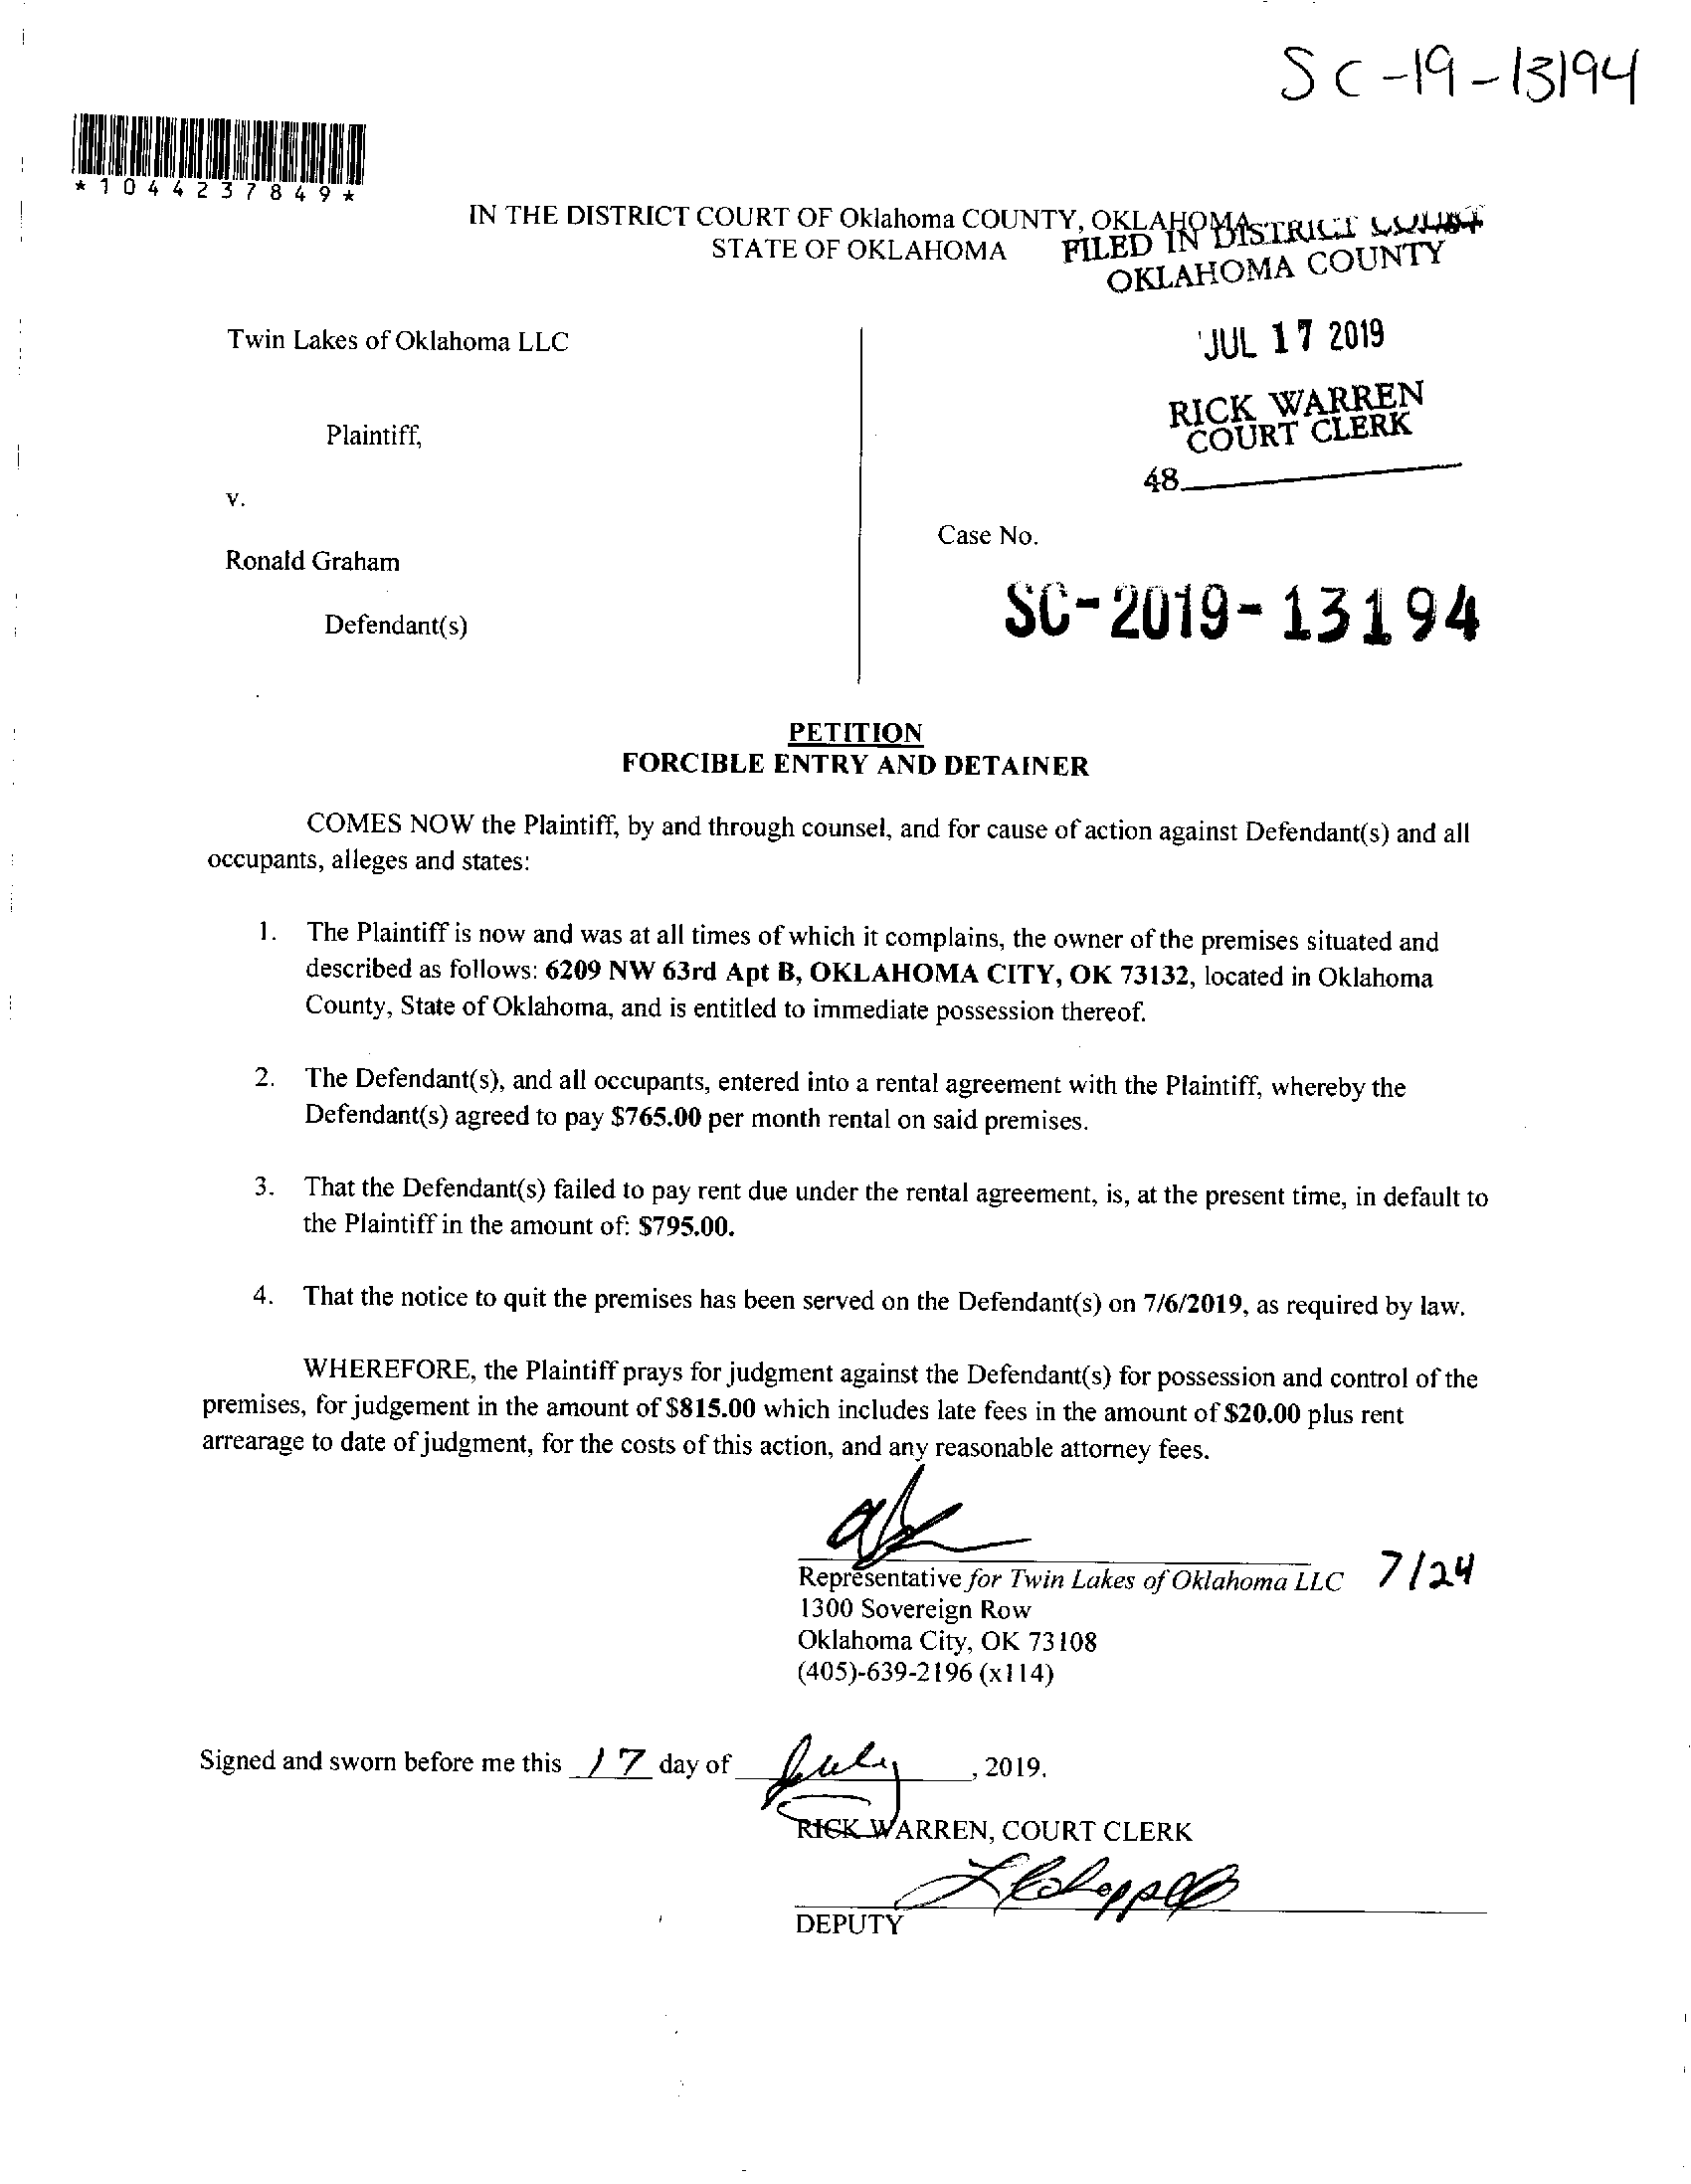 SC-19-13194
*1044237849*
IN THE DISTRICT COURT OF Oklahoma COUNTY, OKLAHOMA
STATE OF OKLAHOMA
FILED IN DISTRICT COURT
OKLAHOMA COUNTY
JUL 17 2019
RICK WARREN
COURT CLERK
48
Twin Lakes of Oklahoma LLC
Plaintiff,
v.
Ronald Graham
Defendant(s)
Case No.
SC-2019-13194
PETITION
FORCIBLE ENTRY AND DETAINER
COMES NOW the Plaintiff, by and through counsel, and for cause of action against Defendant(s) and all
occupants, alleges and states:
1. The Plaintiff is now and was at all times of which it complains, the owner of the premises situated and
described as follows: 6209 NW 63rd Apt B, OKLAHOMA CITY, OK 73132, located in Oklahoma
County, State of Oklahoma, and is entitled to immediate possession thereof.
2. The Defendant(s), and all occupants, entered into a rental agreement with the Plaintiff, whereby the
Defendant(s) agreed to pay $765.00 per month rental on said premises.
3. That the Defendant(s) failed to pay rent due under the rental agreement, is, at the present time, in default to
the Plaintiff in the amount of: $795.00.
4. That the notice to quit the premises has been served on the Defendant(s) on 7/6/2019, as required by law.
WHEREFORE, the Plaintiff prays for judgment against the Defendant(s) for possession and control of the
premises, for judgement in the amount of $815.00 which includes late fees in the amount of $20.00 plus rent
arrearage to date of judgment, for the costs of this action, and any reasonable attorney fees.
Representative for Twin Lakes of Oklahoma LLC 7/24
1300 Sovereign Row
Oklahoma City, OK 73108
(405)-639-2196 (x114)
Signed and sworn before me this 17 day of July, 2019.
RICK WARREN, COURT CLERK
DEPUTY